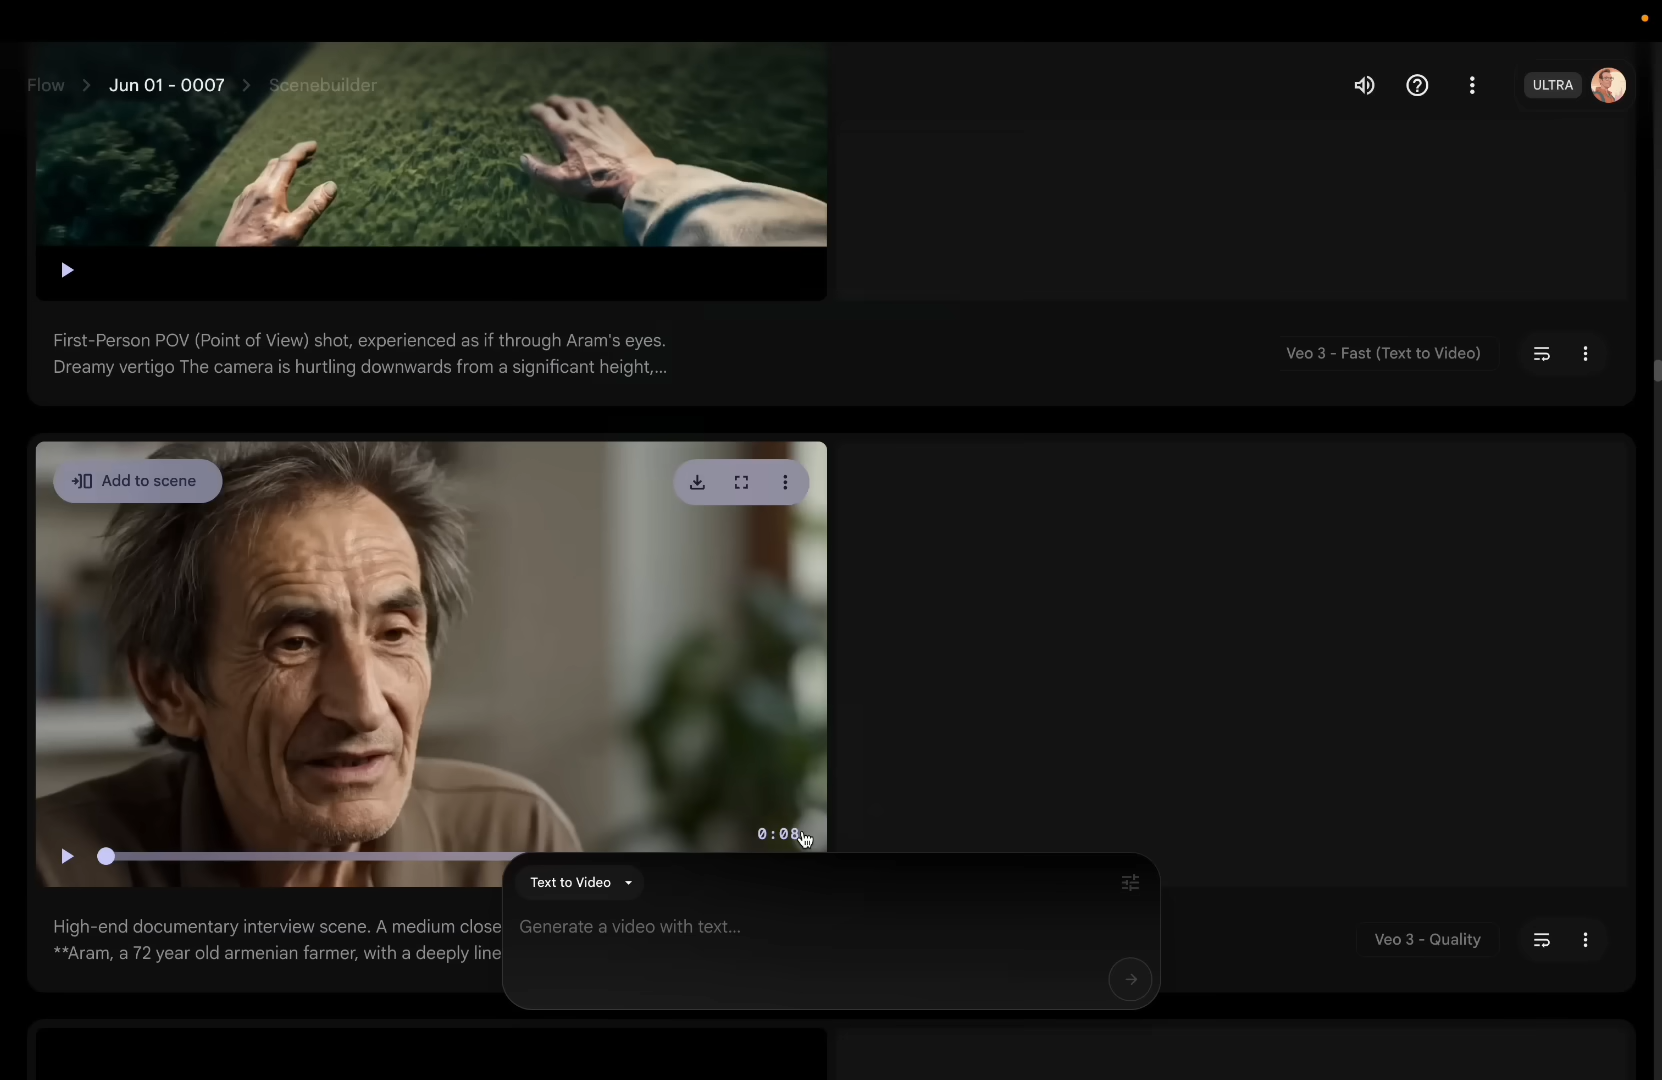 Flow > Jun 01 - 0007 > Scenebuilder
ULTRA
First-Person POV (Point of View) shot, experienced as if through Aram's eyes.
Dreamy vertigo The camera is hurtling downwards from a significant height,...
Veo 3 - Fast (Text to Video)
Add to scene
0:08
Text to Video
Generate a video with text...
High-end documentary interview scene. A medium close
**Aram, a 72 year old armenian farmer, with a deeply line
Veo 3 - Quality